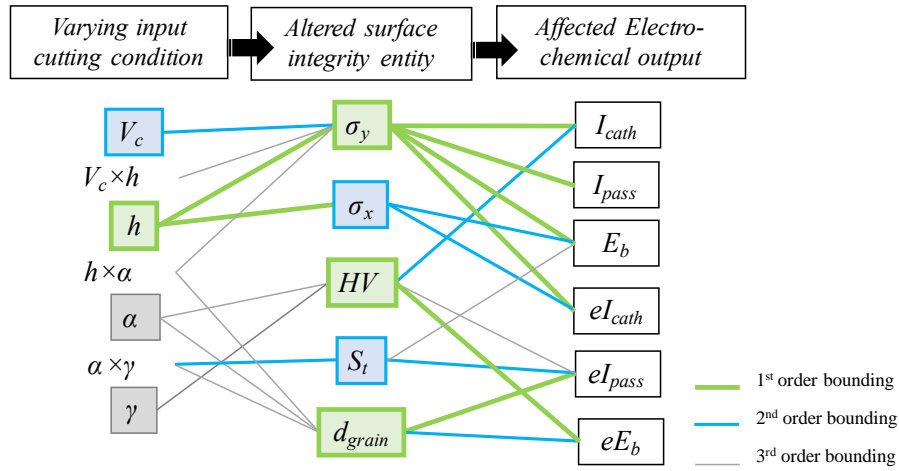 Varying input
cutting condition
Altered surface
integrity entity
Affected Electro-
chemical output
V_c
V_c×h
h
h×α
α
α×γ
γ
σ_y
σ_x
HV
S_t
d_grain
I_cath
I_pass
E_b
eI_cath
eI_pass
eE_b
1st order bounding
2nd order bounding
3rd order bounding